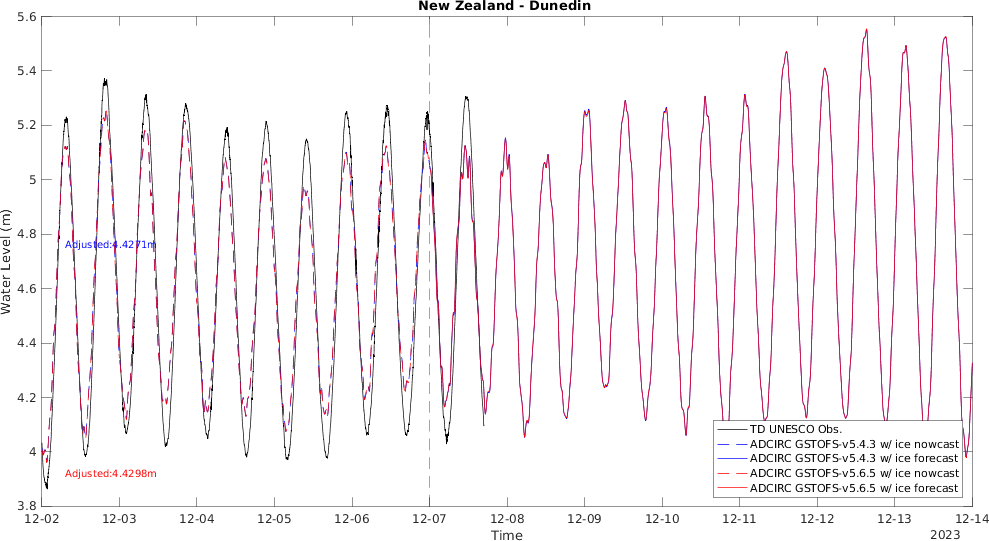 New Zealand - Dunedin
Water Level (m)
5.6
5.4
5.2
5
4.8
4.6
4.4
4.2
4
3.8
Adjusted:4.4271m
Adjusted:4.4298m
TD UNESCO Obs.
ADCIRC GSTOFS-v5.4.3 w/ ice nowcast
ADCIRC GSTOFS-v5.4.3 w/ ice forecast
ADCIRC GSTOFS-v5.6.5 w/ ice nowcast
ADCIRC GSTOFS-v5.6.5 w/ ice forecast
12-02 12-03 12-04 12-05 12-06 12-07 12-08 12-09 12-10 12-11 12-12 12-13 12-14
Time
2023